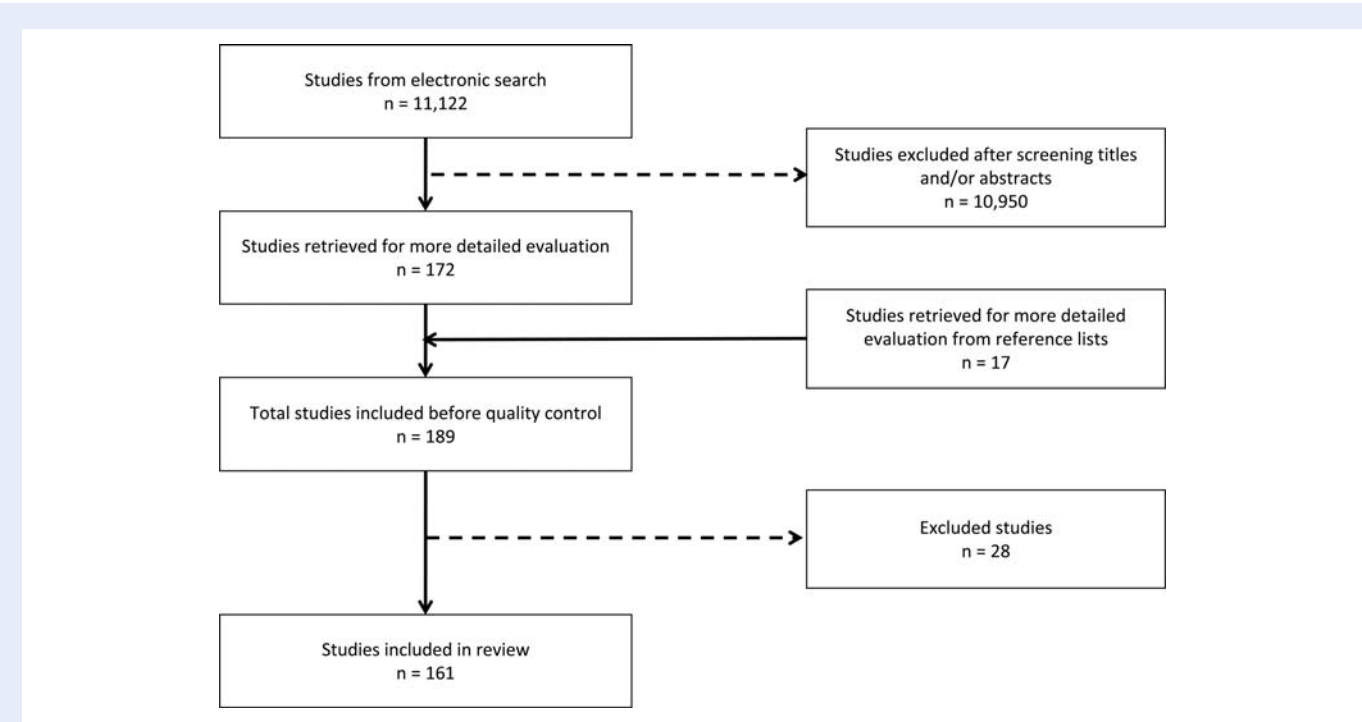 Studies from electronic search
n = 11,122
Studies excluded after screening titles
and/or abstracts
n = 10,950
Studies retrieved for more detailed evaluation
n = 172
Studies retrieved for more detailed
evaluation from reference lists
n = 17
Total studies included before quality control
n = 189
Excluded studies
n = 28
Studies included in review
n = 161